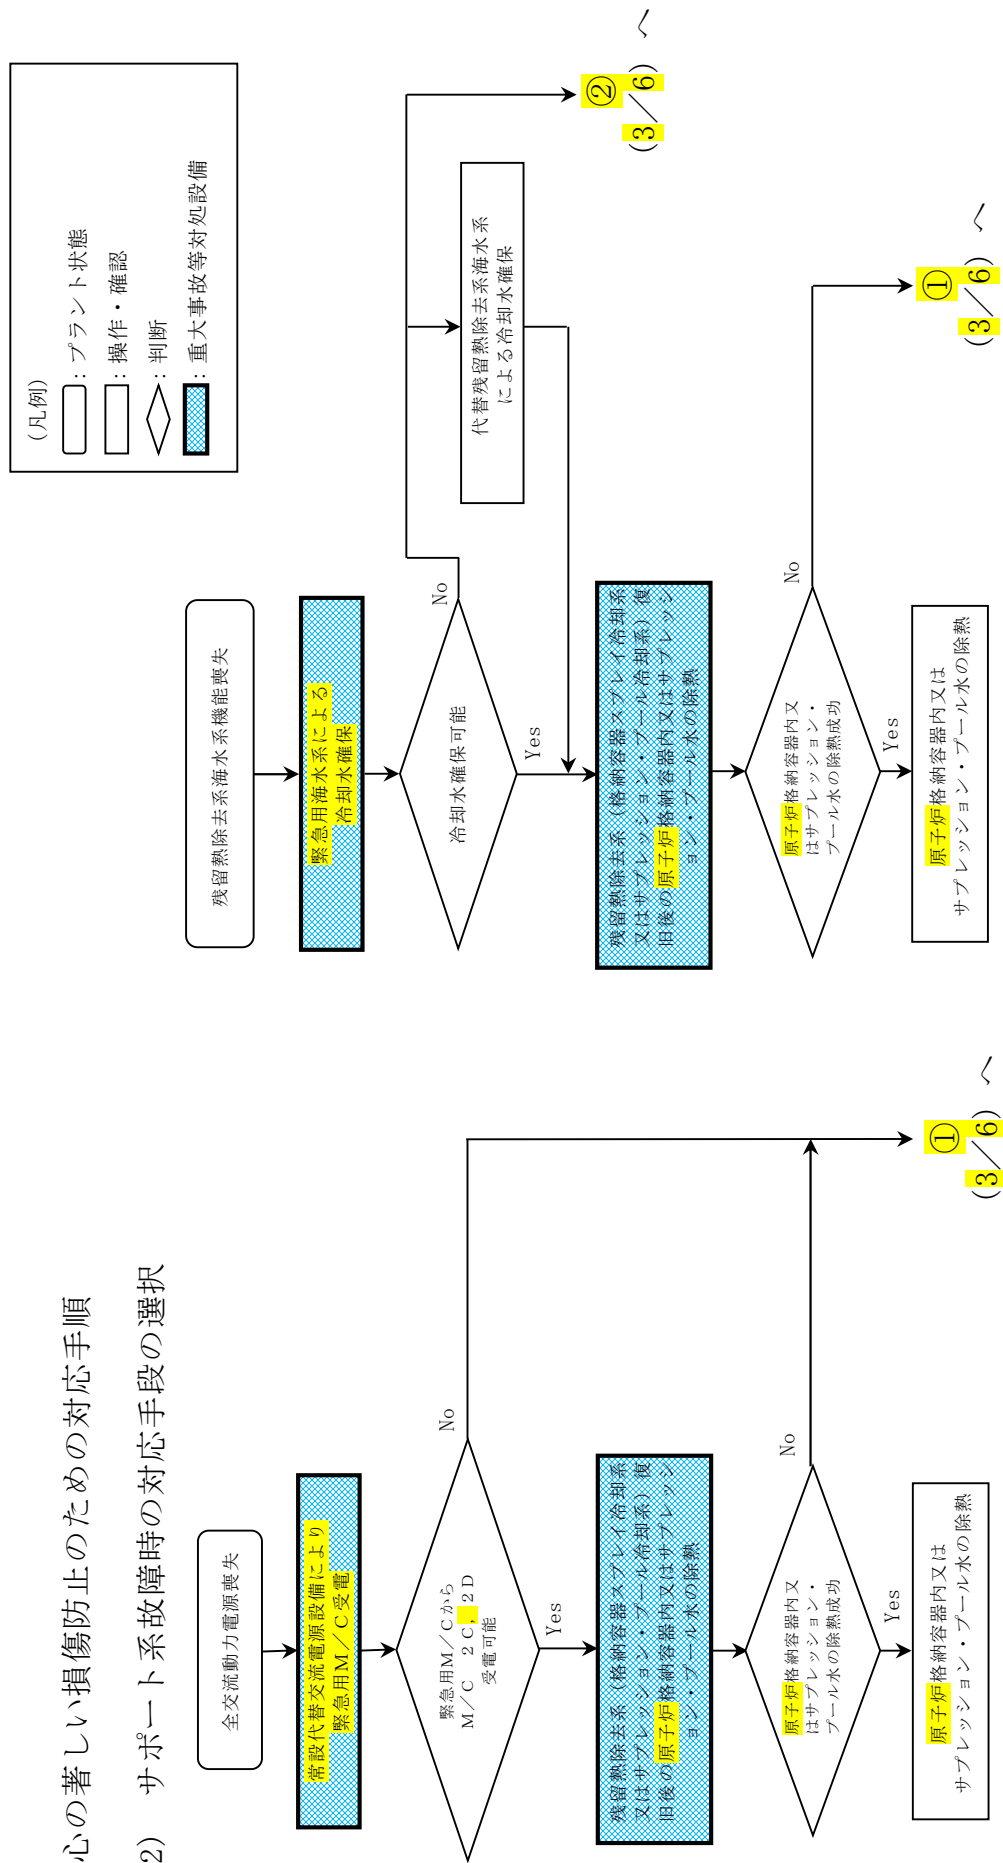 心の著しい損傷防止のための対応手順
2) サポート系故障時の対応手段の選択
全交流動力電源喪失
常設代替交流電源設備により
緊急用M/C受電
緊急用M/Cから
M/C 2C, 2D
受電可能
No
Yes
残留熱除去系(格納容器スプレイ冷却系
又はサプレッション・プール冷却系)復
旧後の原子炉格納容器内又はサプレッシ
ョン・プール水の除熱
原子炉格納容器内又
はサプレッション・
プール水の除熱成功
No
Yes
原子炉格納容器内又は
サプレッション・プール水の除熱
①
(3/6) へ
残留熱除去系海水系機能喪失
緊急用海水系による
冷却水確保
冷却水確保可能
No
Yes
代替残留熱除去系海水系
による冷却水確保
②
(3/6) へ
残留熱除去系(格納容器スプレイ冷却系
又はサプレッション・プール冷却系)復
旧後の原子炉格納容器内又はサプレッシ
ョン・プール水の除熱
原子炉格納容器内又
はサプレッション・
プール水の除熱成功
No
Yes
原子炉格納容器内又は
サプレッション・プール水の除熱
①
(3/6) へ
(凡例)
:プラント状態
:操作・確認
:判断
:重大事故等対処設備